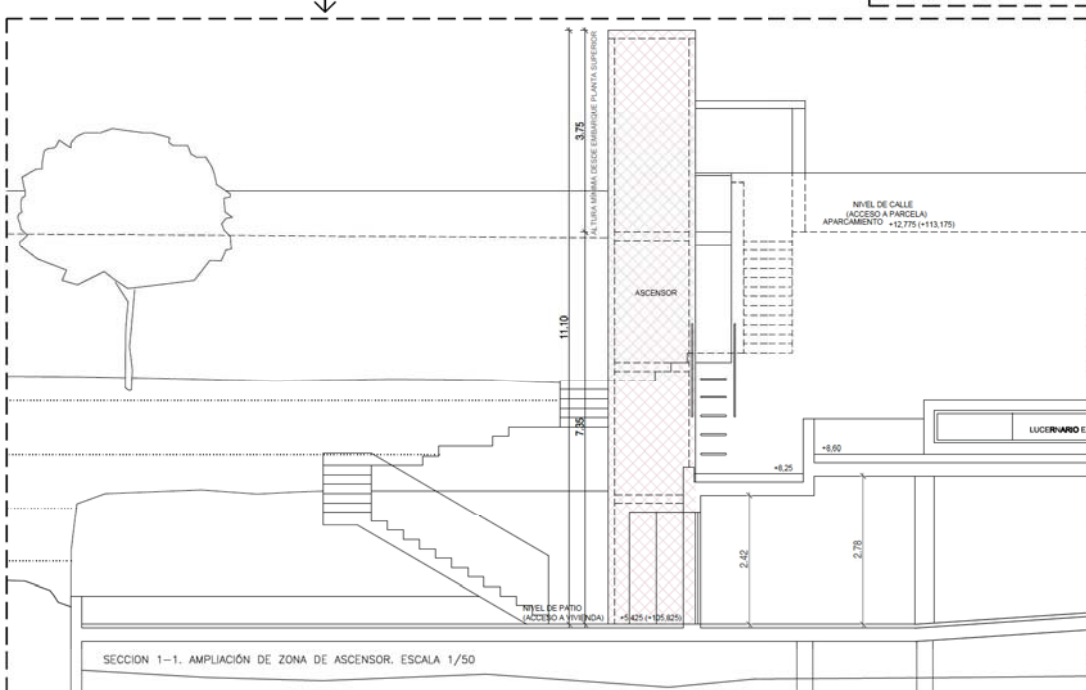 3.75
ALTURA MÍNIMA DESDE EMBARQUE PLANTA SUPERIOR
NIVEL DE CALLE
(ACCESO A PARCELA)
APARCAMIENTO +12,775 (+113,175)
ASCENSOR
11.10
7.35
LUCERNARIO E
+8,60
+8,25
2,42
2,78
NIVEL DE PATIO
(ACCESO A VIVIENDA) +5,425 (+105,825)
SECCION 1-1. AMPLIACIÓN DE ZONA DE ASCENSOR. ESCALA 1/50